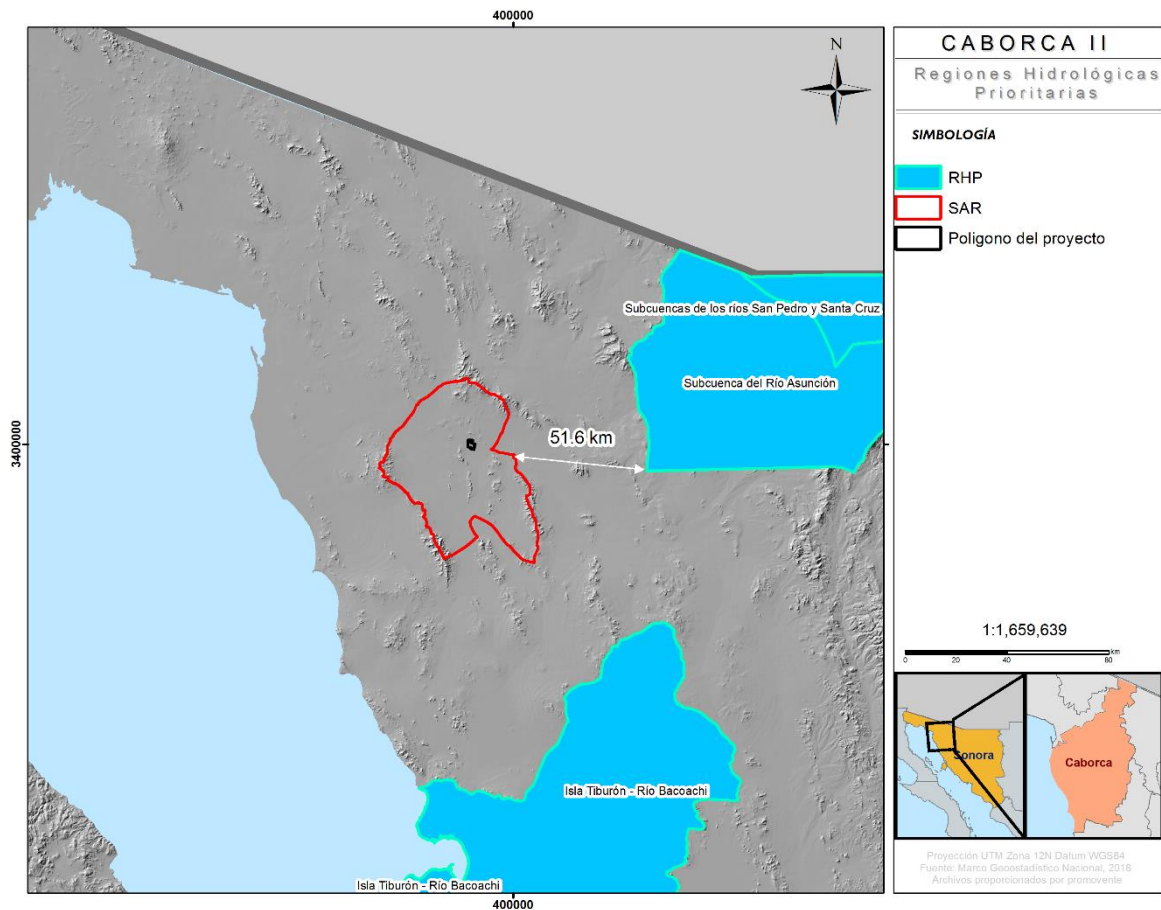 400000
N
CABORCA II
Regiones Hidrológicas
Prioritarias
SIMBOLOGÍA
RHP
SAR
Poligono del proyecto
Subcuencas de los ríos San Pedro y Santa Cruz
Subcuenca del Río Asunción
51.6 km
3400000
3400000
Isla Tiburón - Río Bacoachi
Isla Tiburón - Río Bacoachi
400000
1:1,659,639
km
0 20 40 60 80
Sonora
Caborca
Proyección UTM Zona 12N Datum WGS84
Fuente: Marco Geoestadístico Nacional, 2018
Archivos proporcionados por promovente